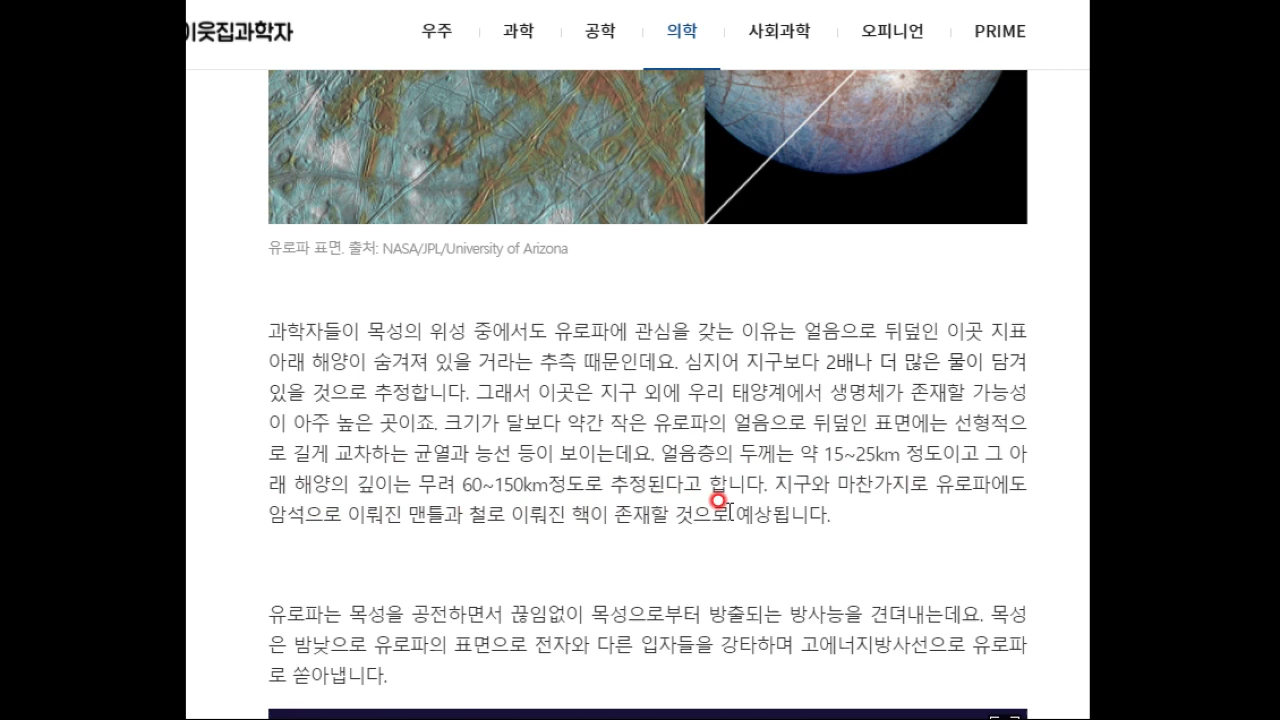 이웃집과학자
우주 과학 공학 의학 사회과학 오피니언 PRIME
유로파 표면. 출처: NASA/JPL/University of Arizona
과학자들이 목성의 위성 중에서도 유로파에 관심을 갖는 이유는 얼음으로 뒤덮인 이곳 지표
아래 해양이 숨겨져 있을 거라는 추측 때문인데요. 심지어 지구보다 2배나 더 많은 물이 담겨
있을 것으로 추정합니다. 그래서 이곳은 지구 외에 우리 태양계에서 생명체가 존재할 가능성
이 아주 높은 곳이죠. 크기가 달보다 약간 작은 유로파의 얼음으로 뒤덮인 표면에는 선형적으
로 길게 교차하는 균열과 능선 등이 보이는데요. 얼음층의 두께는 약 15~25km 정도이고 그 아
래 해양의 깊이는 무려 60~150km정도로 추정된다고 합니다. 지구와 마찬가지로 유로파에도
암석으로 이뤄진 맨틀과 철로 이뤄진 핵이 존재할 것으로 예상됩니다.
유로파는 목성을 공전하면서 끊임없이 목성으로부터 방출되는 방사능을 견뎌내는데요. 목성
은 밤낮으로 유로파의 표면으로 전자와 다른 입자들을 강타하며 고에너지방사선으로 유로파
로 쏟아냅니다.